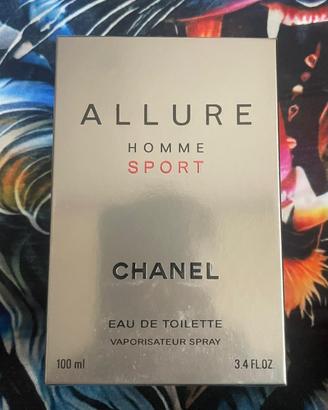 ALLURE
HOMME
SPORT
CHANEL
EAU DE TOILETTE
VAPORISATEUR SPRAY
100 ml 3.4 FL.OZ.